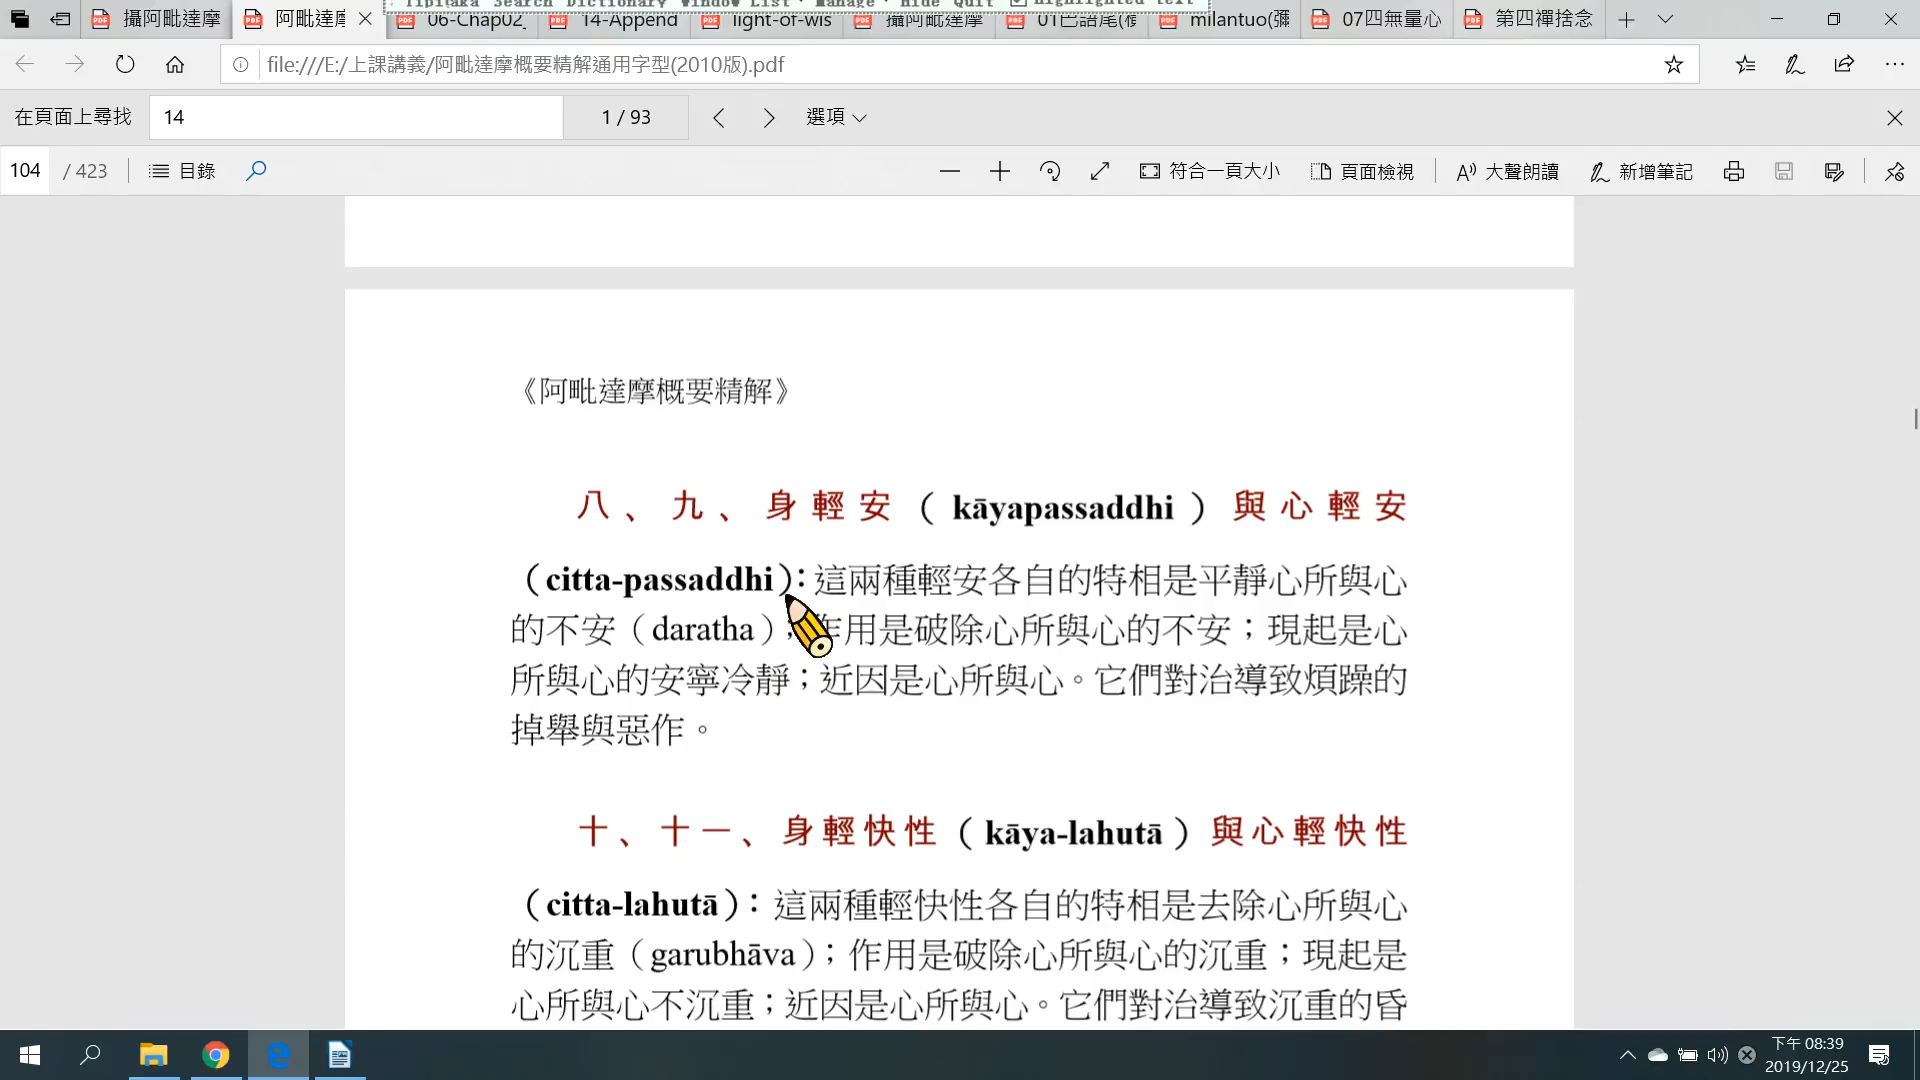 Tipiṭaka Search Dictionary Window List Manage Hide Quit Highlighted text
攝阿毗達摩
阿毗達摩
06-Chap02_
14-Append
light-of-wis
攝阿毗達摩
milantuo(彌
07四無量心
第四禪捨念
file:///E:/上課講義/阿毗達摩概要精解通用字型(2010版).pdf
在頁面上尋找
14
1 / 93
選項
104 / 423
目錄
符合一頁大小
頁面檢視
大聲朗讀
新增筆記
《阿毗達摩概要精解》
八、九、身輕安（kāyapassaddhi）與心輕安
（citta-passaddhi）：這兩種輕安各自的特相是平靜心所與心
的不安（daratha）；作用是破除心所與心的不安；現起是心
所與心的安寧冷靜；近因是心所與心。它們對治導致煩躁的
掉舉與惡作。
十、十一、身輕快性（kāya-lahutā）與心輕快性
（citta-lahutā）：這兩種輕快性各自的特相是去除心所與心
的沉重（garubhāva）；作用是破除心所與心的沉重；現起是
心所與心不沉重；近因是心所與心。它們對治導致沉重的昏
下午 08:39
2019/12/25